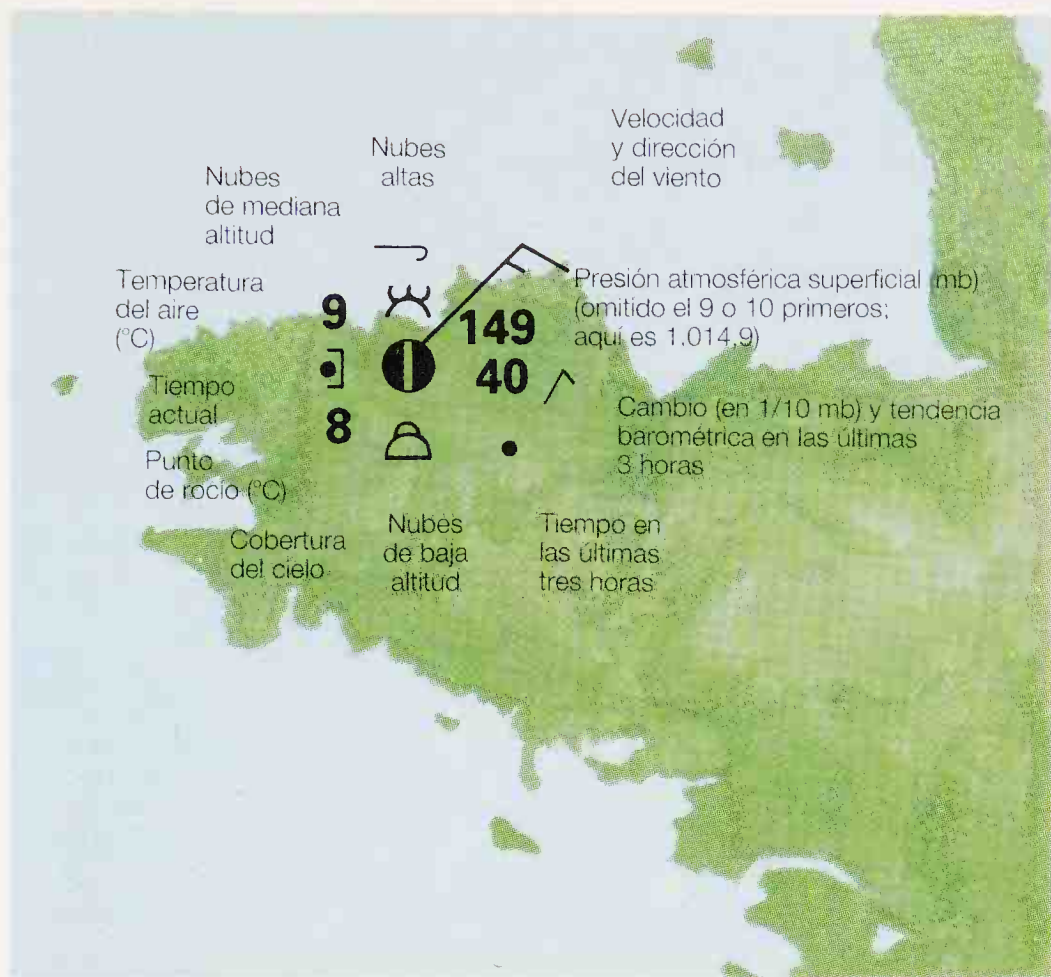 Velocidad
y dirección
del viento
Nubes
altas
Nubes
de mediana
altitud
Temperatura
del aire
(°C)
Presión atmosférica superficial (mb)
(omitido el 9 o 10 primeros;
aquí es 1.014,9)
9
149
40
8
Tiempo
actual
Cambio (en 1/10 mb) y tendencia
barométrica en las últimas
3 horas
Punto
de rocío (°C)
Cobertura
del cielo
Nubes
de baja
altitud
Tiempo en
las últimas
tres horas